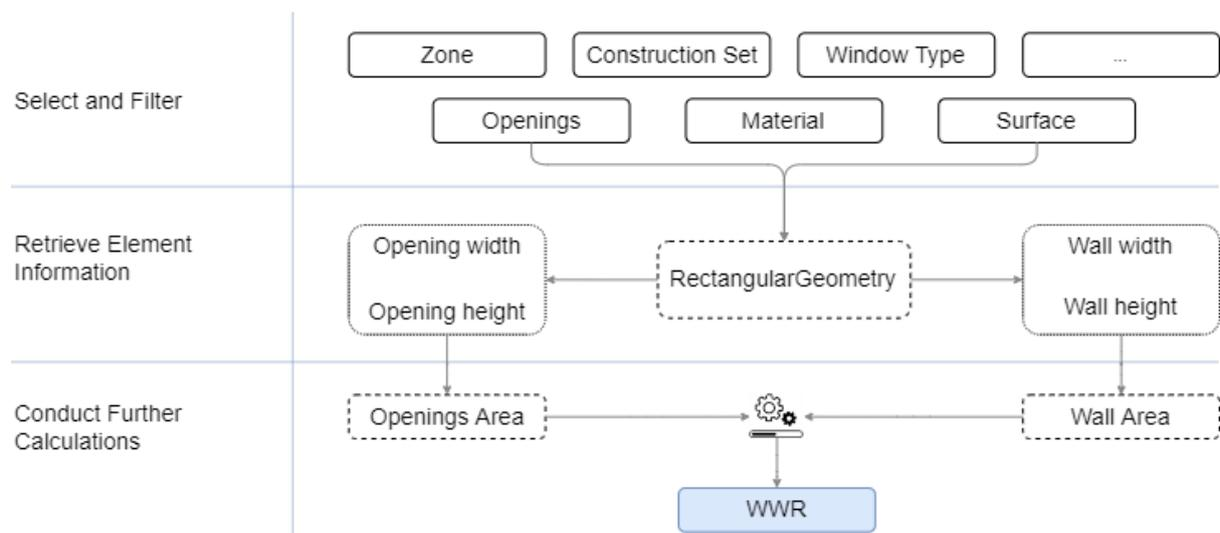 Zone
Construction Set
Window Type
...
Select and Filter
Openings
Material
Surface
Retrieve Element
Information
Opening width
Opening height
RectangularGeometry
Wall width
Wall height
Conduct Further
Calculations
Openings Area
Wall Area
WWR